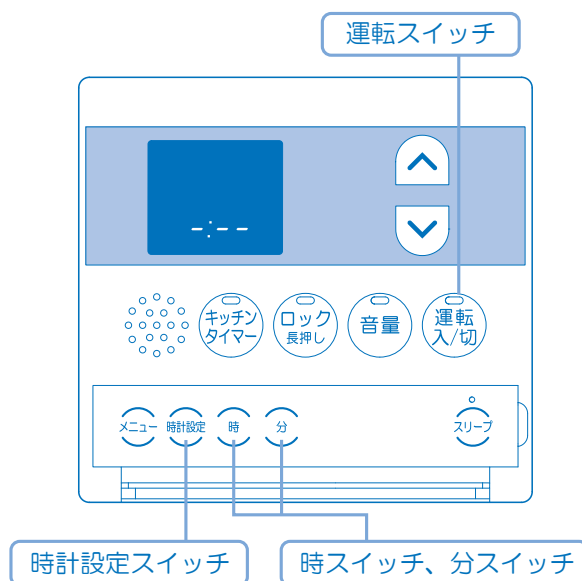 運転スイッチ
-:--
キッチン
タイマー
ロック
長押し
音量
運転
入/切
メニュー
時計設定
時
分
スリープ
時計設定スイッチ
時スイッチ、分スイッチ